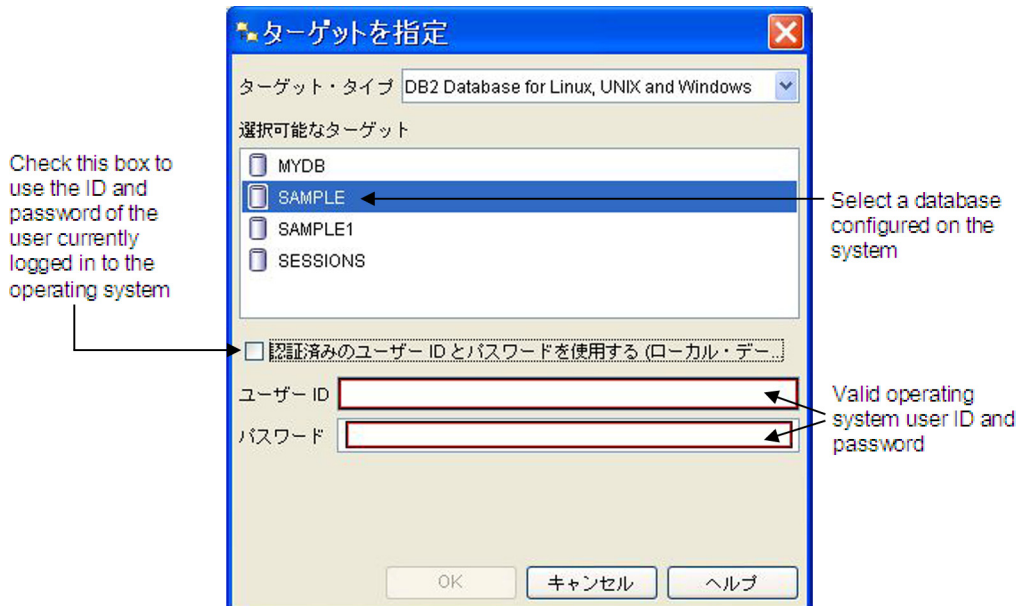 ターゲットを指定
ターゲット・タイプ DB2 Database for Linux, UNIX and Windows
選択可能なターゲット
MYDB
SAMPLE
SAMPLE1
SESSIONS
Check this box to
use the ID and
password of the
user currently
logged in to the
operating system
Select a database
configured on the
system
認証済みのユーザー ID とパスワードを使用する (ローカル・デー...
ユーザー ID
パスワード
Valid operating
system user ID and
password
OK キャンセル ヘルプ